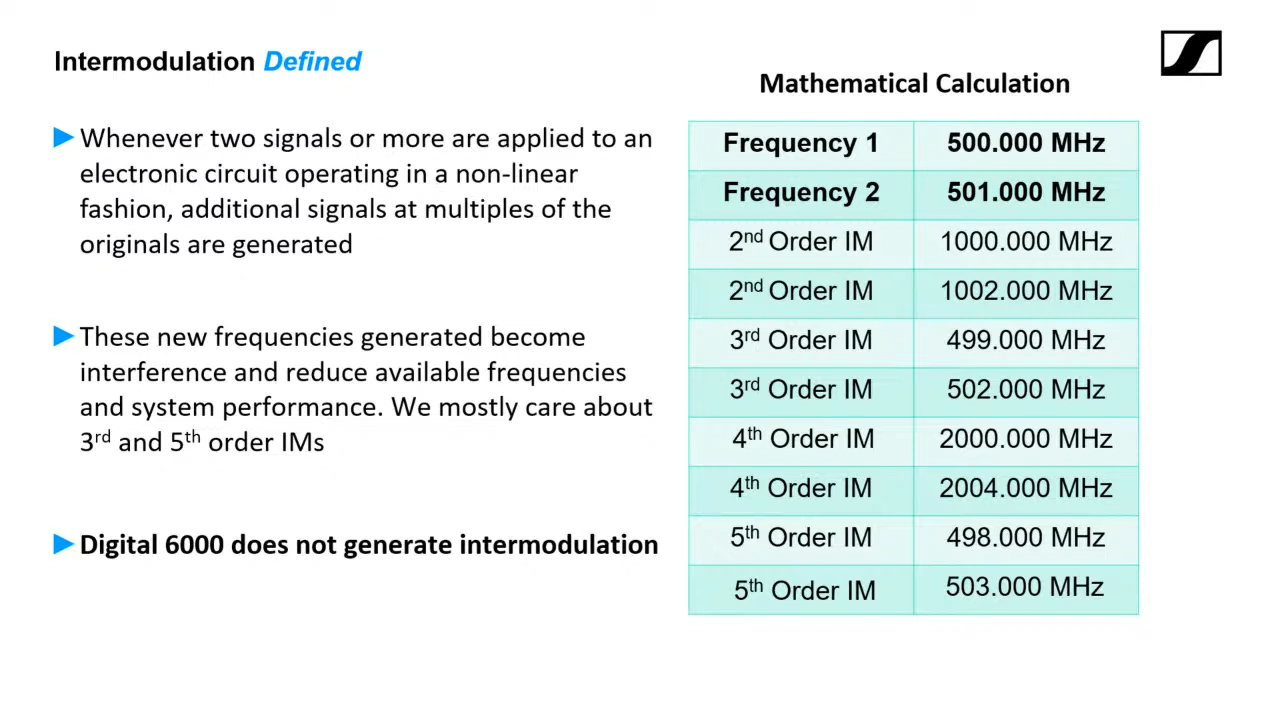 Intermodulation Defined
▶ Whenever two signals or more are applied to an
electronic circuit operating in a non-linear
fashion, additional signals at multiples of the
originals are generated
▶ These new frequencies generated become
interference and reduce available frequencies
and system performance. We mostly care about
3rd and 5th order IMs
▶ Digital 6000 does not generate intermodulation
Mathematical Calculation
Frequency 1 500.000 MHz
Frequency 2 501.000 MHz
2nd Order IM 1000.000 MHz
2nd Order IM 1002.000 MHz
3rd Order IM 499.000 MHz
3rd Order IM 502.000 MHz
4th Order IM 2000.000 MHz
4th Order IM 2004.000 MHz
5th Order IM 498.000 MHz
5th Order IM 503.000 MHz